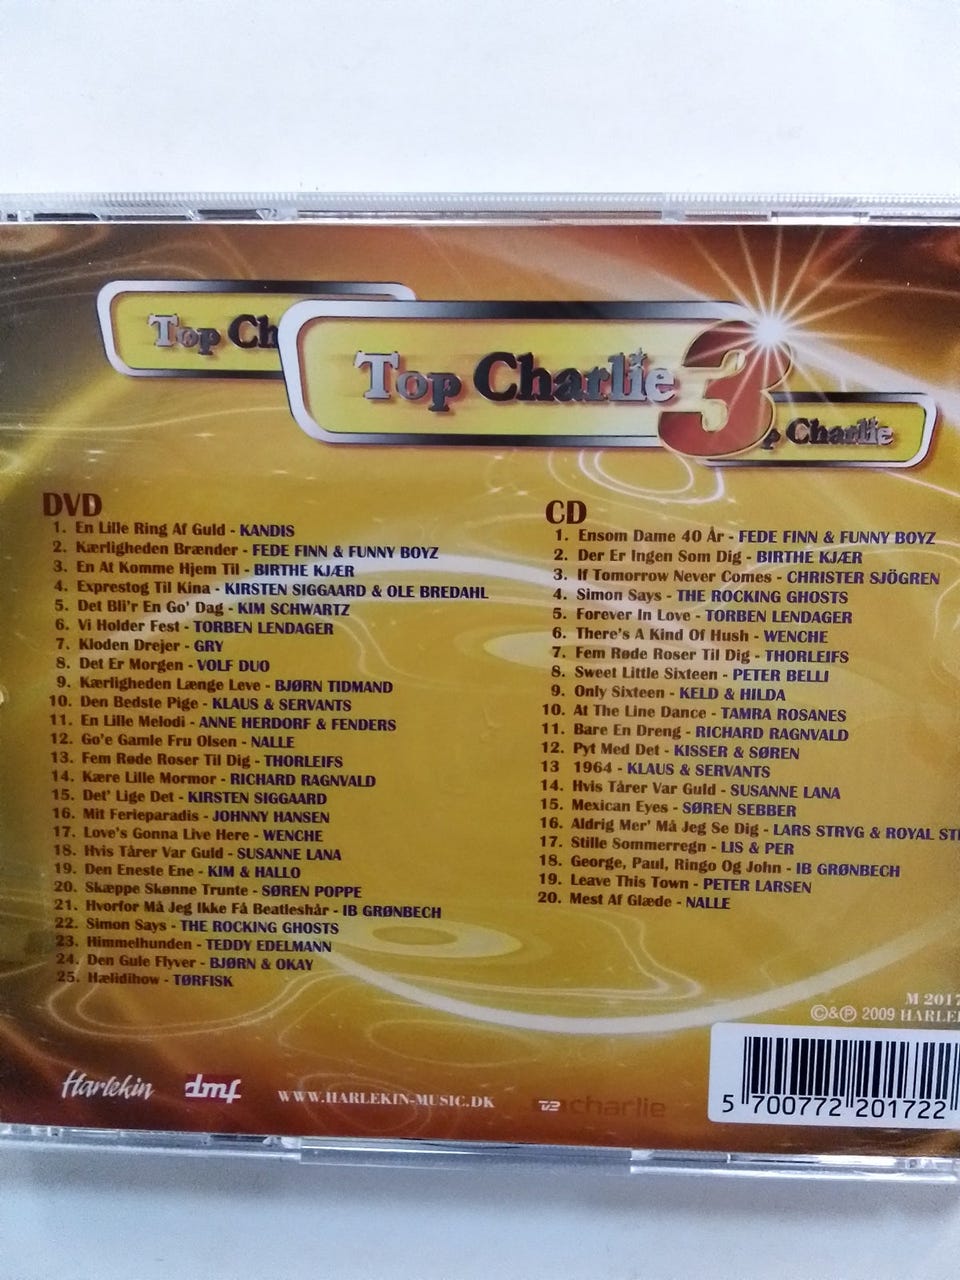 Top Ch
Top Charlie 3
p Charlie
DVD
1. En Lille Ring Af Guld - KANDIS
2. Kærligheden Brænder - FEDE FINN & FUNNY BOYZ
3. En At Komme Hjem Til - BIRTHE KJÆR
4. Exprestog Til Kina - KIRSTEN SIGGAARD & OLE BREDAHL
5. Det Bli'r En Go' Dag - KIM SCHWARTZ
6. Vi Holder Fest - TORBEN LENDAGER
7. Kloden Drejer - GRY
8. Det Er Morgen - VOLF DUO
9. Kærligheden Længe Leve - BJØRN TIDMAND
10. Den Bedste Pige - KLAUS & SERVANTS
11. En Lille Melodi - ANNE HERDORF & FENDERS
12. Go'e Gamle Fru Olsen - NALLE
13. Fem Røde Roser Til Dig - THORLEIFS
14. Kære Lille Mormor - RICHARD RAGNVALD
15. Det' Lige Det - KIRSTEN SIGGAARD
16. Mit Ferieparadis - JOHNNY HANSEN
17. Love's Gonna Live Here - WENCHE
18. Hvis Tårer Var Guld - SUSANNE LANA
19. Den Eneste Ene - KIM & HALLO
20. Skæppe Skønne Trunte - SØREN POPPE
21. Hvorfor Må Jeg Ikke Få Beatleshår - IB GRØNBECH
22. Simon Says - THE ROCKING GHOSTS
23. Himmelhunden - TEDDY EDELMANN
24. Den Gule Flyver - BJØRN & OKAY
25. Hælidihow - TØRFISK
CD
1. Ensom Dame 40 År - FEDE FINN & FUNNY BOYZ
2. Der Er Ingen Som Dig - BIRTHE KJÆR
3. If Tomorrow Never Comes - CHRISTER SJÖGREN
4. Simon Says - THE ROCKING GHOSTS
5. Forever In Love - TORBEN LENDAGER
6. There's A Kind Of Hush - WENCHE
7. Fem Røde Roser Til Dig - THORLEIFS
8. Sweet Little Sixteen - PETER BELLI
9. Only Sixteen - KELD & HILDA
10. At The Line Dance - TAMRA ROSANES
11. Bare En Dreng - RICHARD RAGNVALD
12. Pyt Med Det - KISSER & SØREN
13 1964 - KLAUS & SERVANTS
14. Hvis Tårer Var Guld - SUSANNE LANA
15. Mexican Eyes - SØREN SEBBER
16. Aldrig Mer' Må Jeg Se Dig - LARS STRYG & ROYAL
17. Stille Sommerregn - LIS & PER
18. George, Paul, Ringo Og John - IB GRØNBECH
19. Leave This Town - PETER LARSEN
20. Mest Af Glæde - NALLE
M 2017
©&℗ 2009 HARLE
Harlekin dmf WWW.HARLEKIN-MUSIC.DK TV2 charlie
5 700772 201722